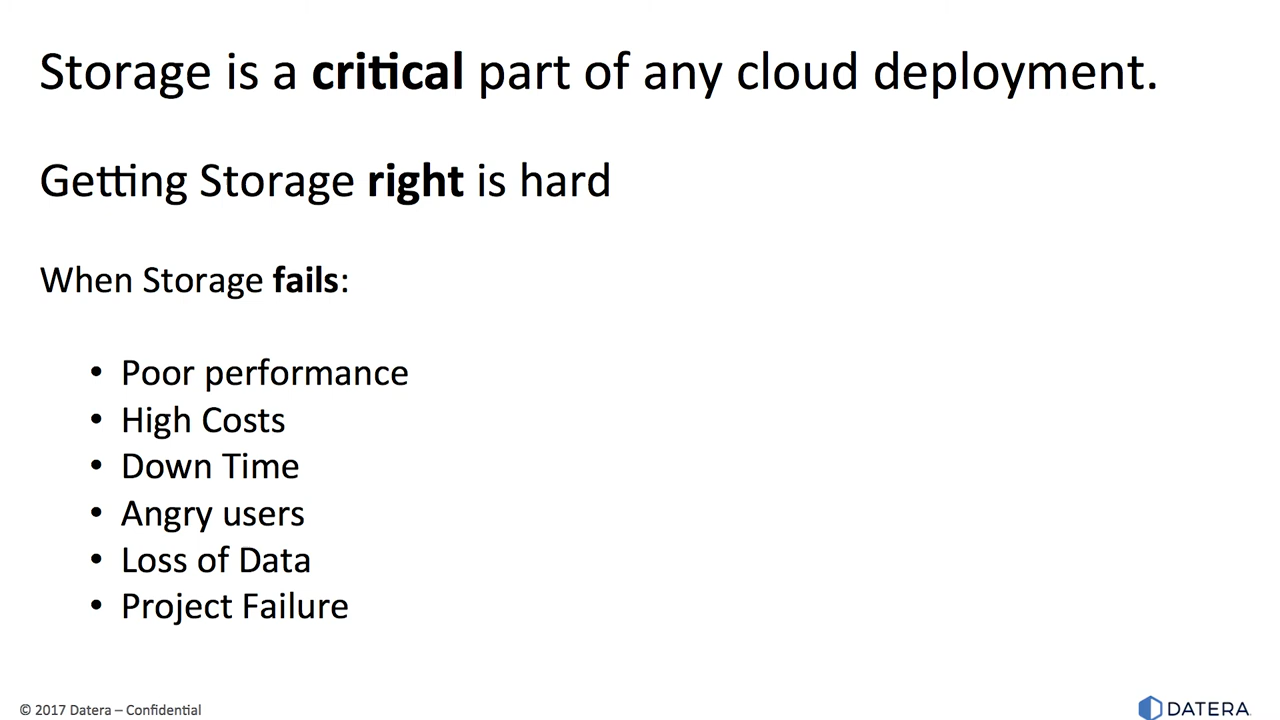 Storage is a critical part of any cloud deployment.
Getting Storage right is hard
When Storage fails:
• Poor performance
• High Costs
• Down Time
• Angry users
• Loss of Data
• Project Failure
© 2017 Datera – Confidential
DATERA